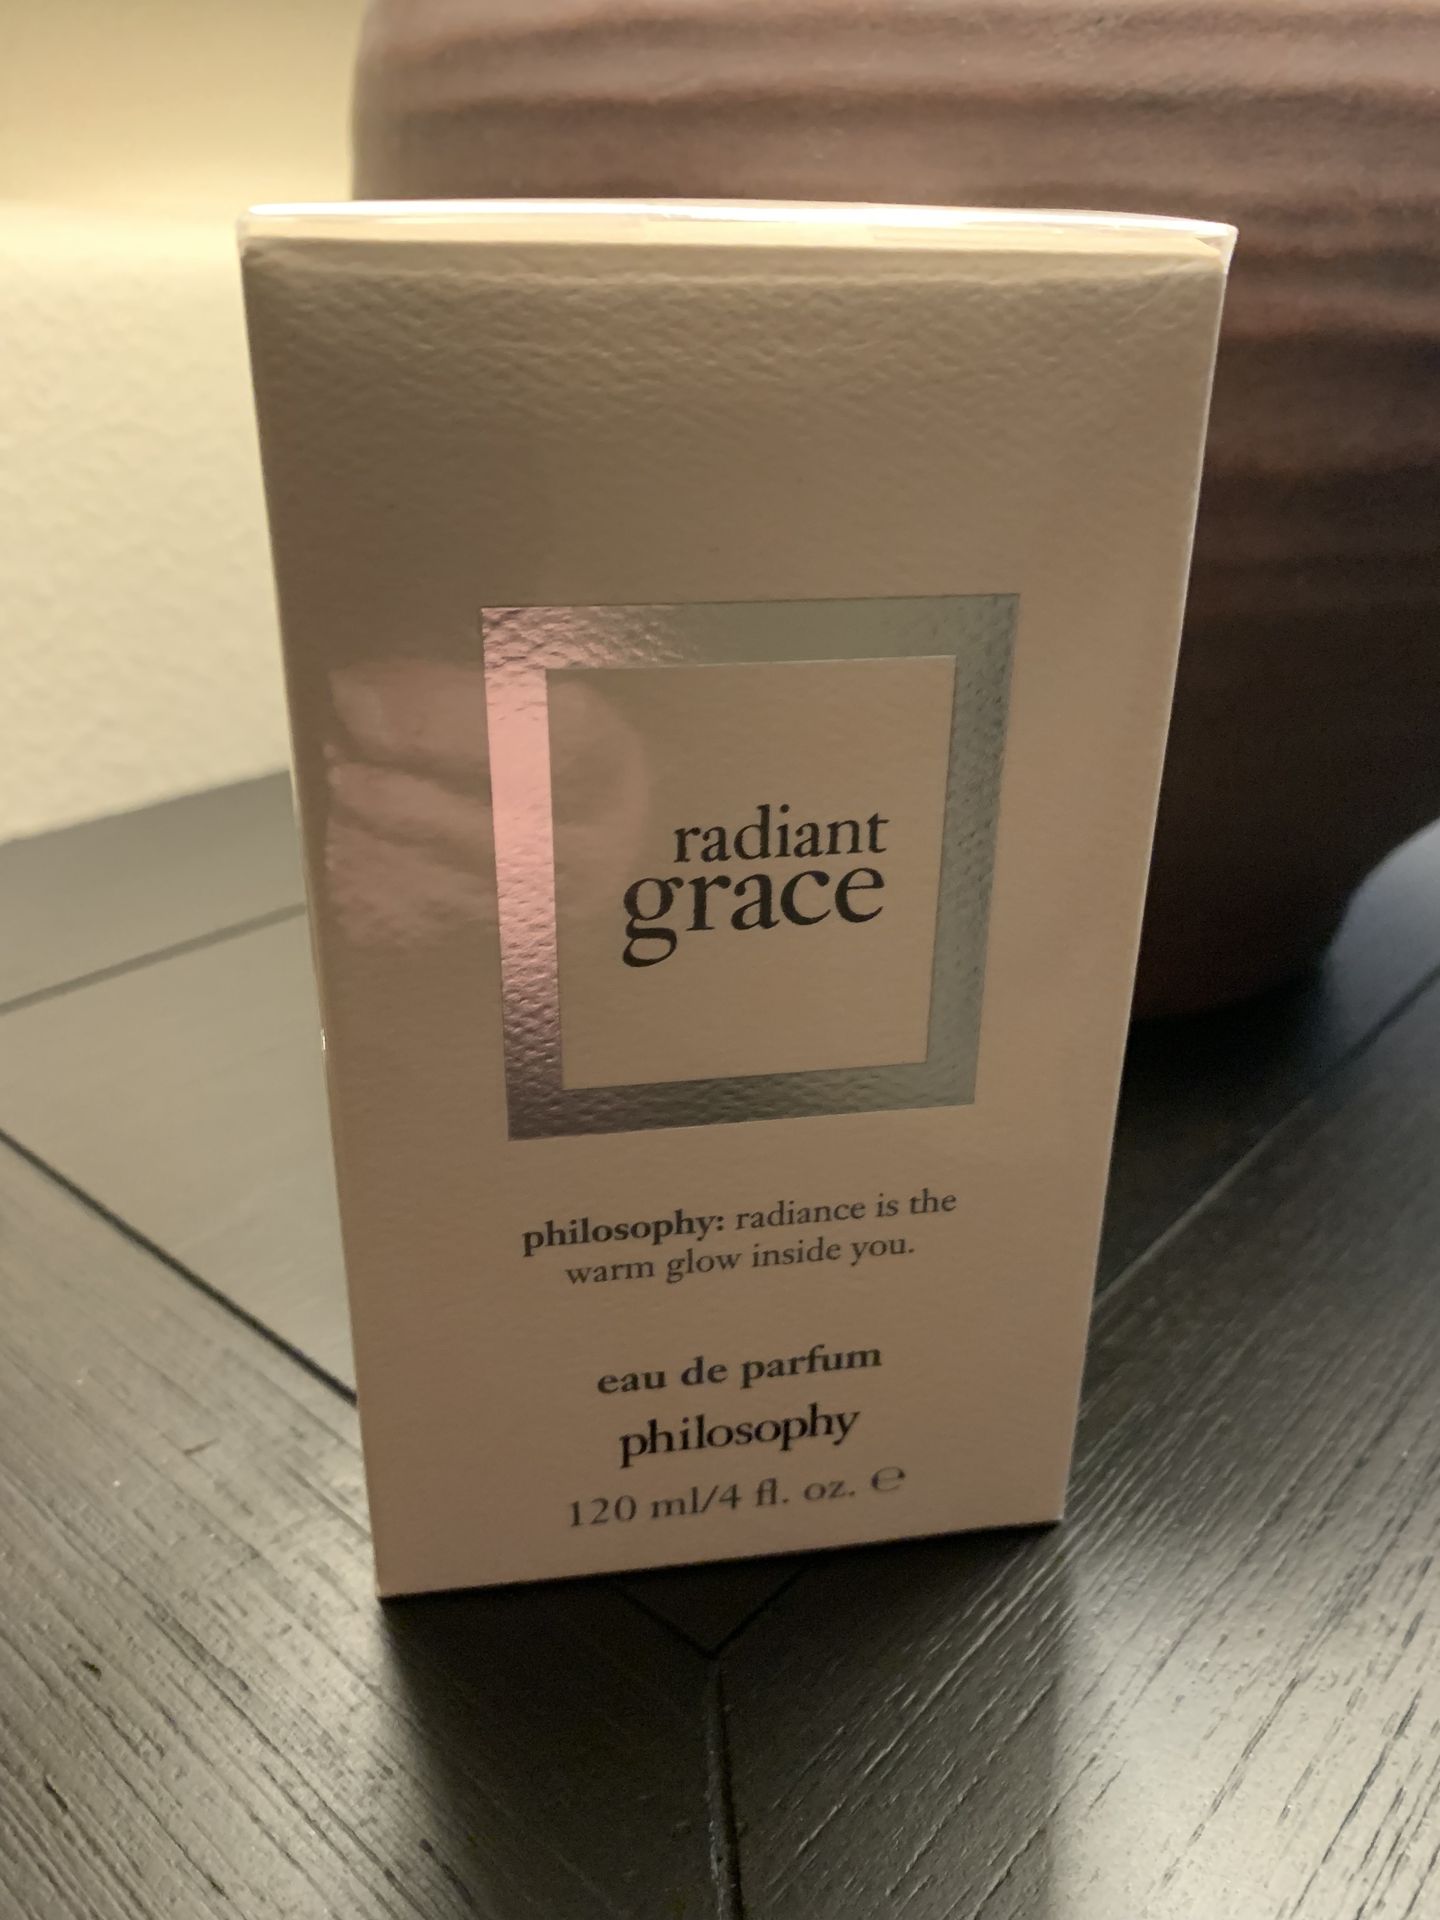 radiant
grace
philosophy: radiance is the
warm glow inside you.
eau de parfum
philosophy
120 ml/4 fl. oz. ℮